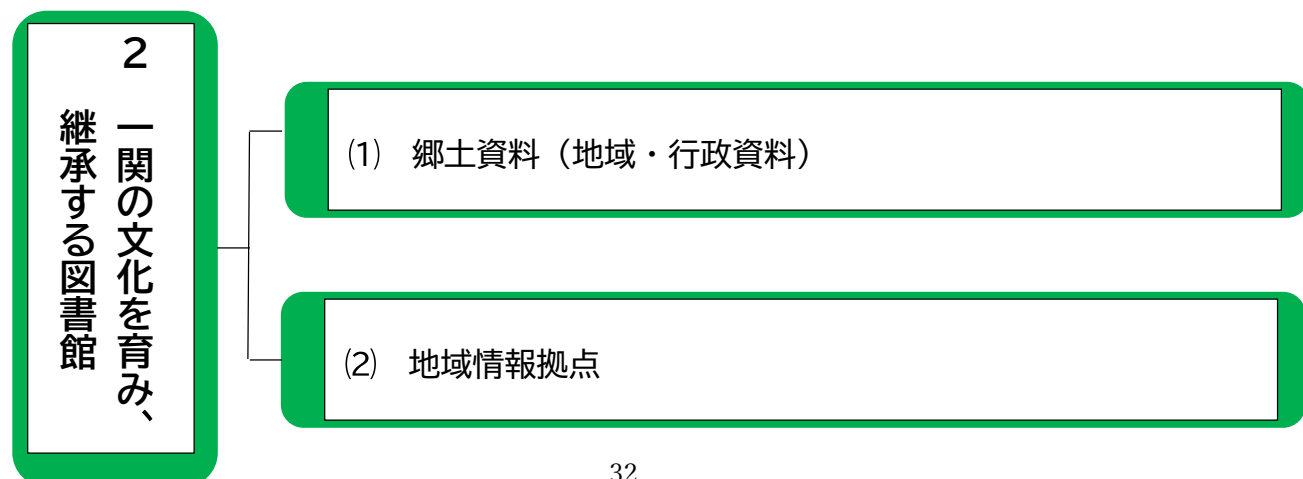 2 一関の文化を育み、
継承する図書館
⑴ 郷土資料（地域・行政資料）
⑵ 地域情報拠点
32